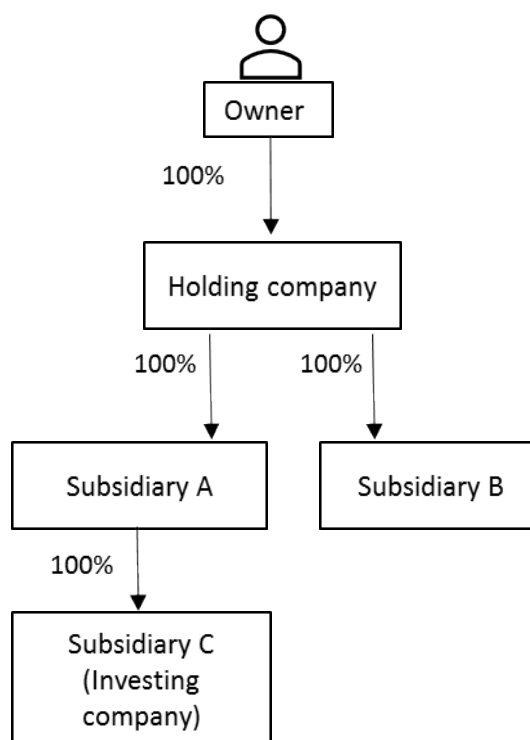 Owner
100%
Holding company
100%
100%
Subsidiary A
Subsidiary B
100%
Subsidiary C
(Investing
company)